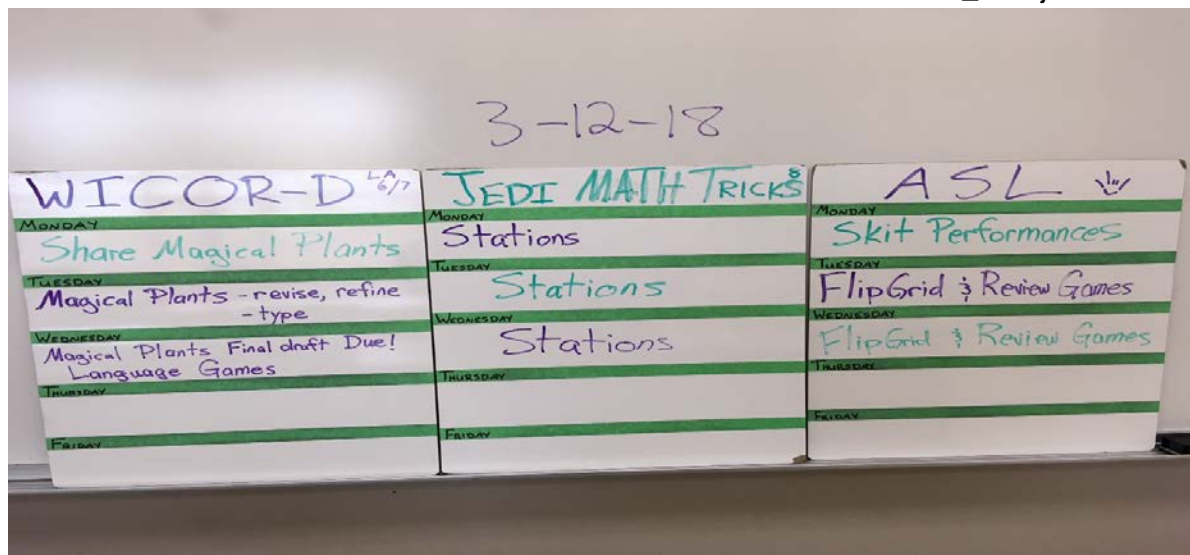 3-12-18
WICOR-D LA 6/7
MONDAY
Share Magical Plants
TUESDAY
Magical Plants - revise, refine
- type
WEDNESDAY
Magical Plants Final draft Due!
Language Games
THURSDAY
FRIDAY
JEDI MATH TRICKS 8
MONDAY
Stations
TUESDAY
Stations
WEDNESDAY
Stations
THURSDAY
FRIDAY
ASL
MONDAY
Skit Performances
TUESDAY
FlipGrid & Review Games
WEDNESDAY
FlipGrid & Review Games
THURSDAY
FRIDAY